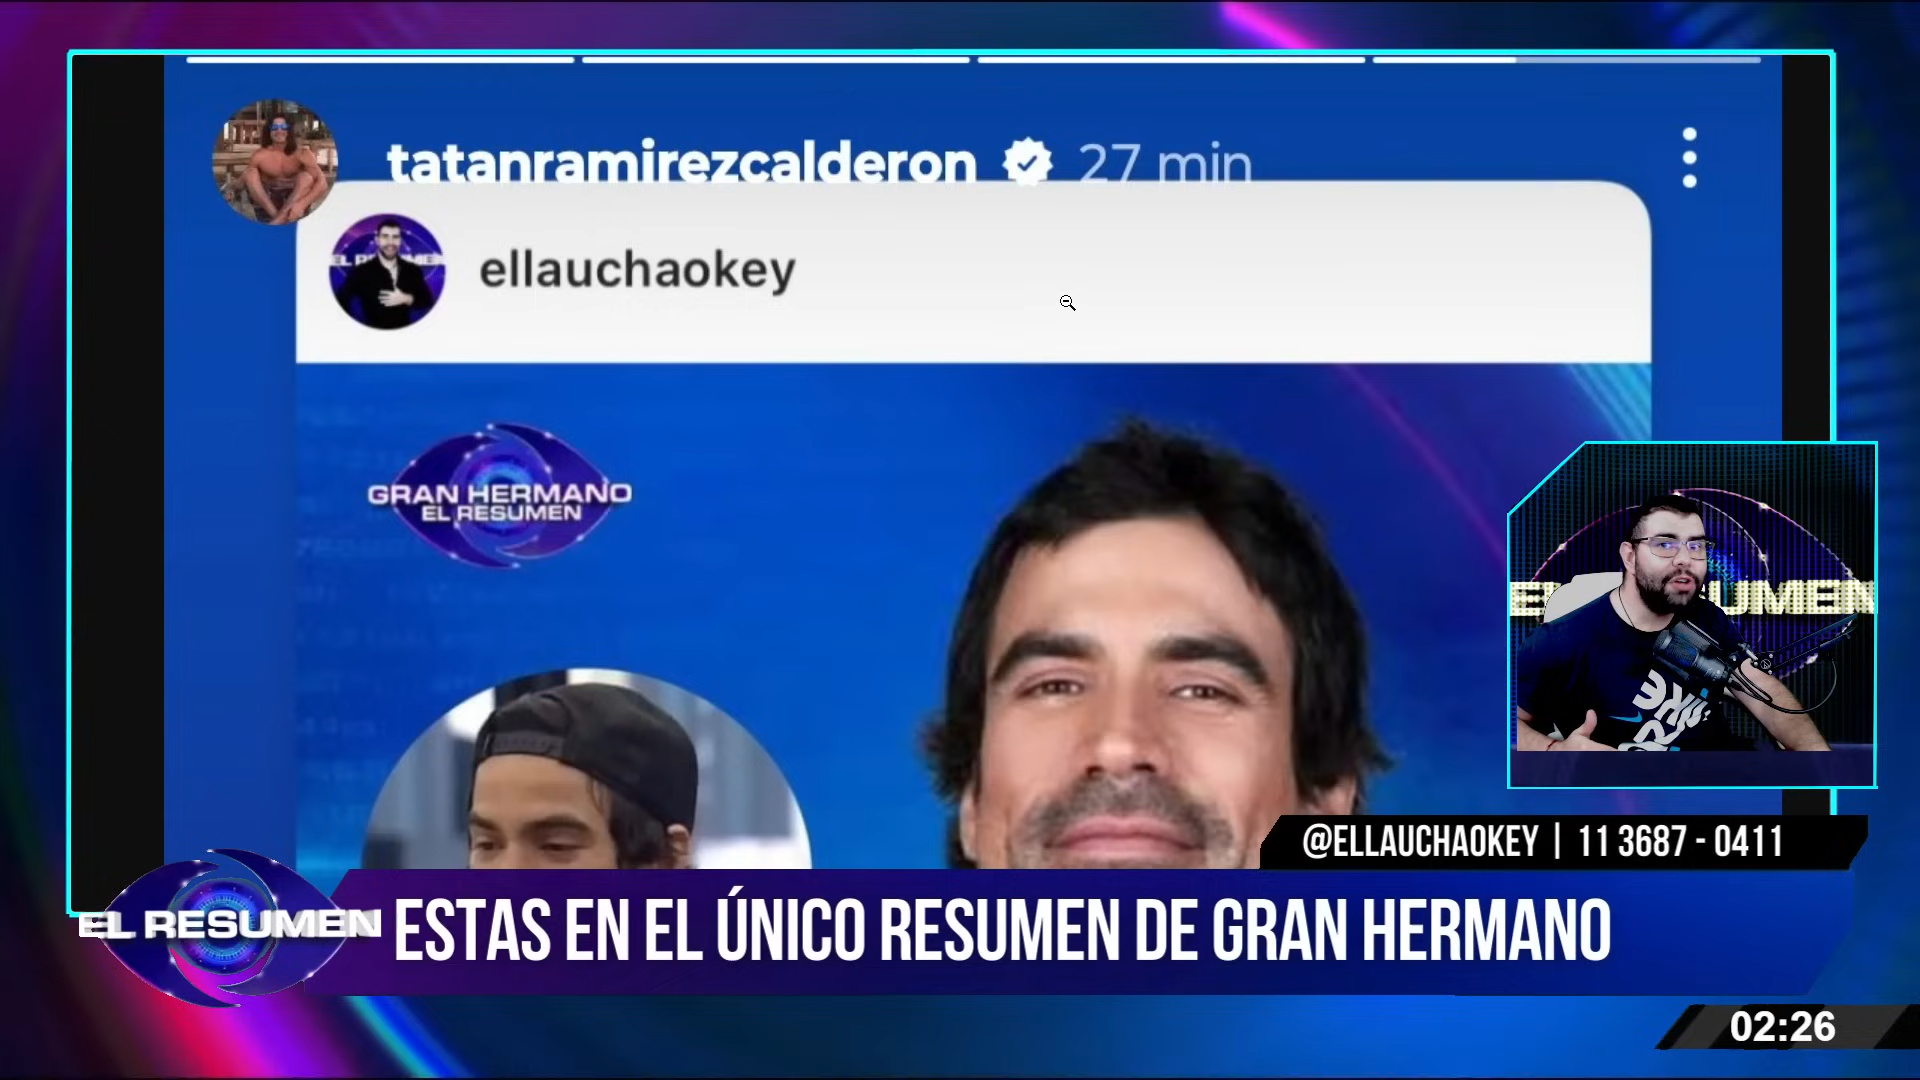 tatanramirezcalderon 27 min
ellauchaokey
GRAN HERMANO
EL RESUMEN
@ELLAUCHAOKEY | 11 3687 - 0411
EL RESUMEN
ESTAS EN EL ÚNICO RESUMEN DE GRAN HERMANO
02:26